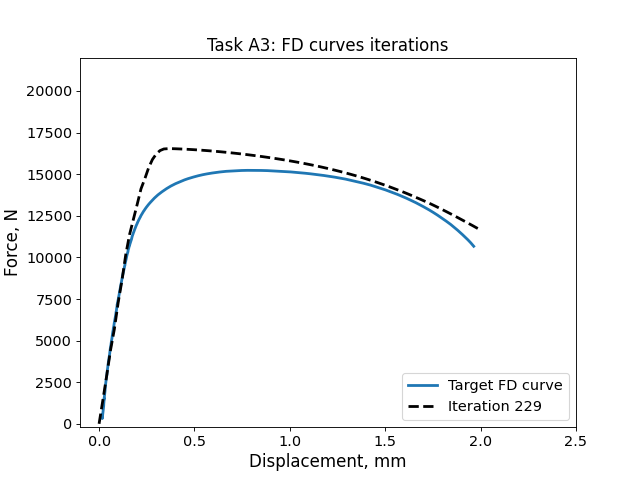 Task A3: FD curves iterations
20000
17500
15000
12500
10000
7500
5000
2500
0
Force, N
0.0 0.5 1.0 1.5 2.0 2.5
Displacement, mm
Target FD curve
Iteration 229